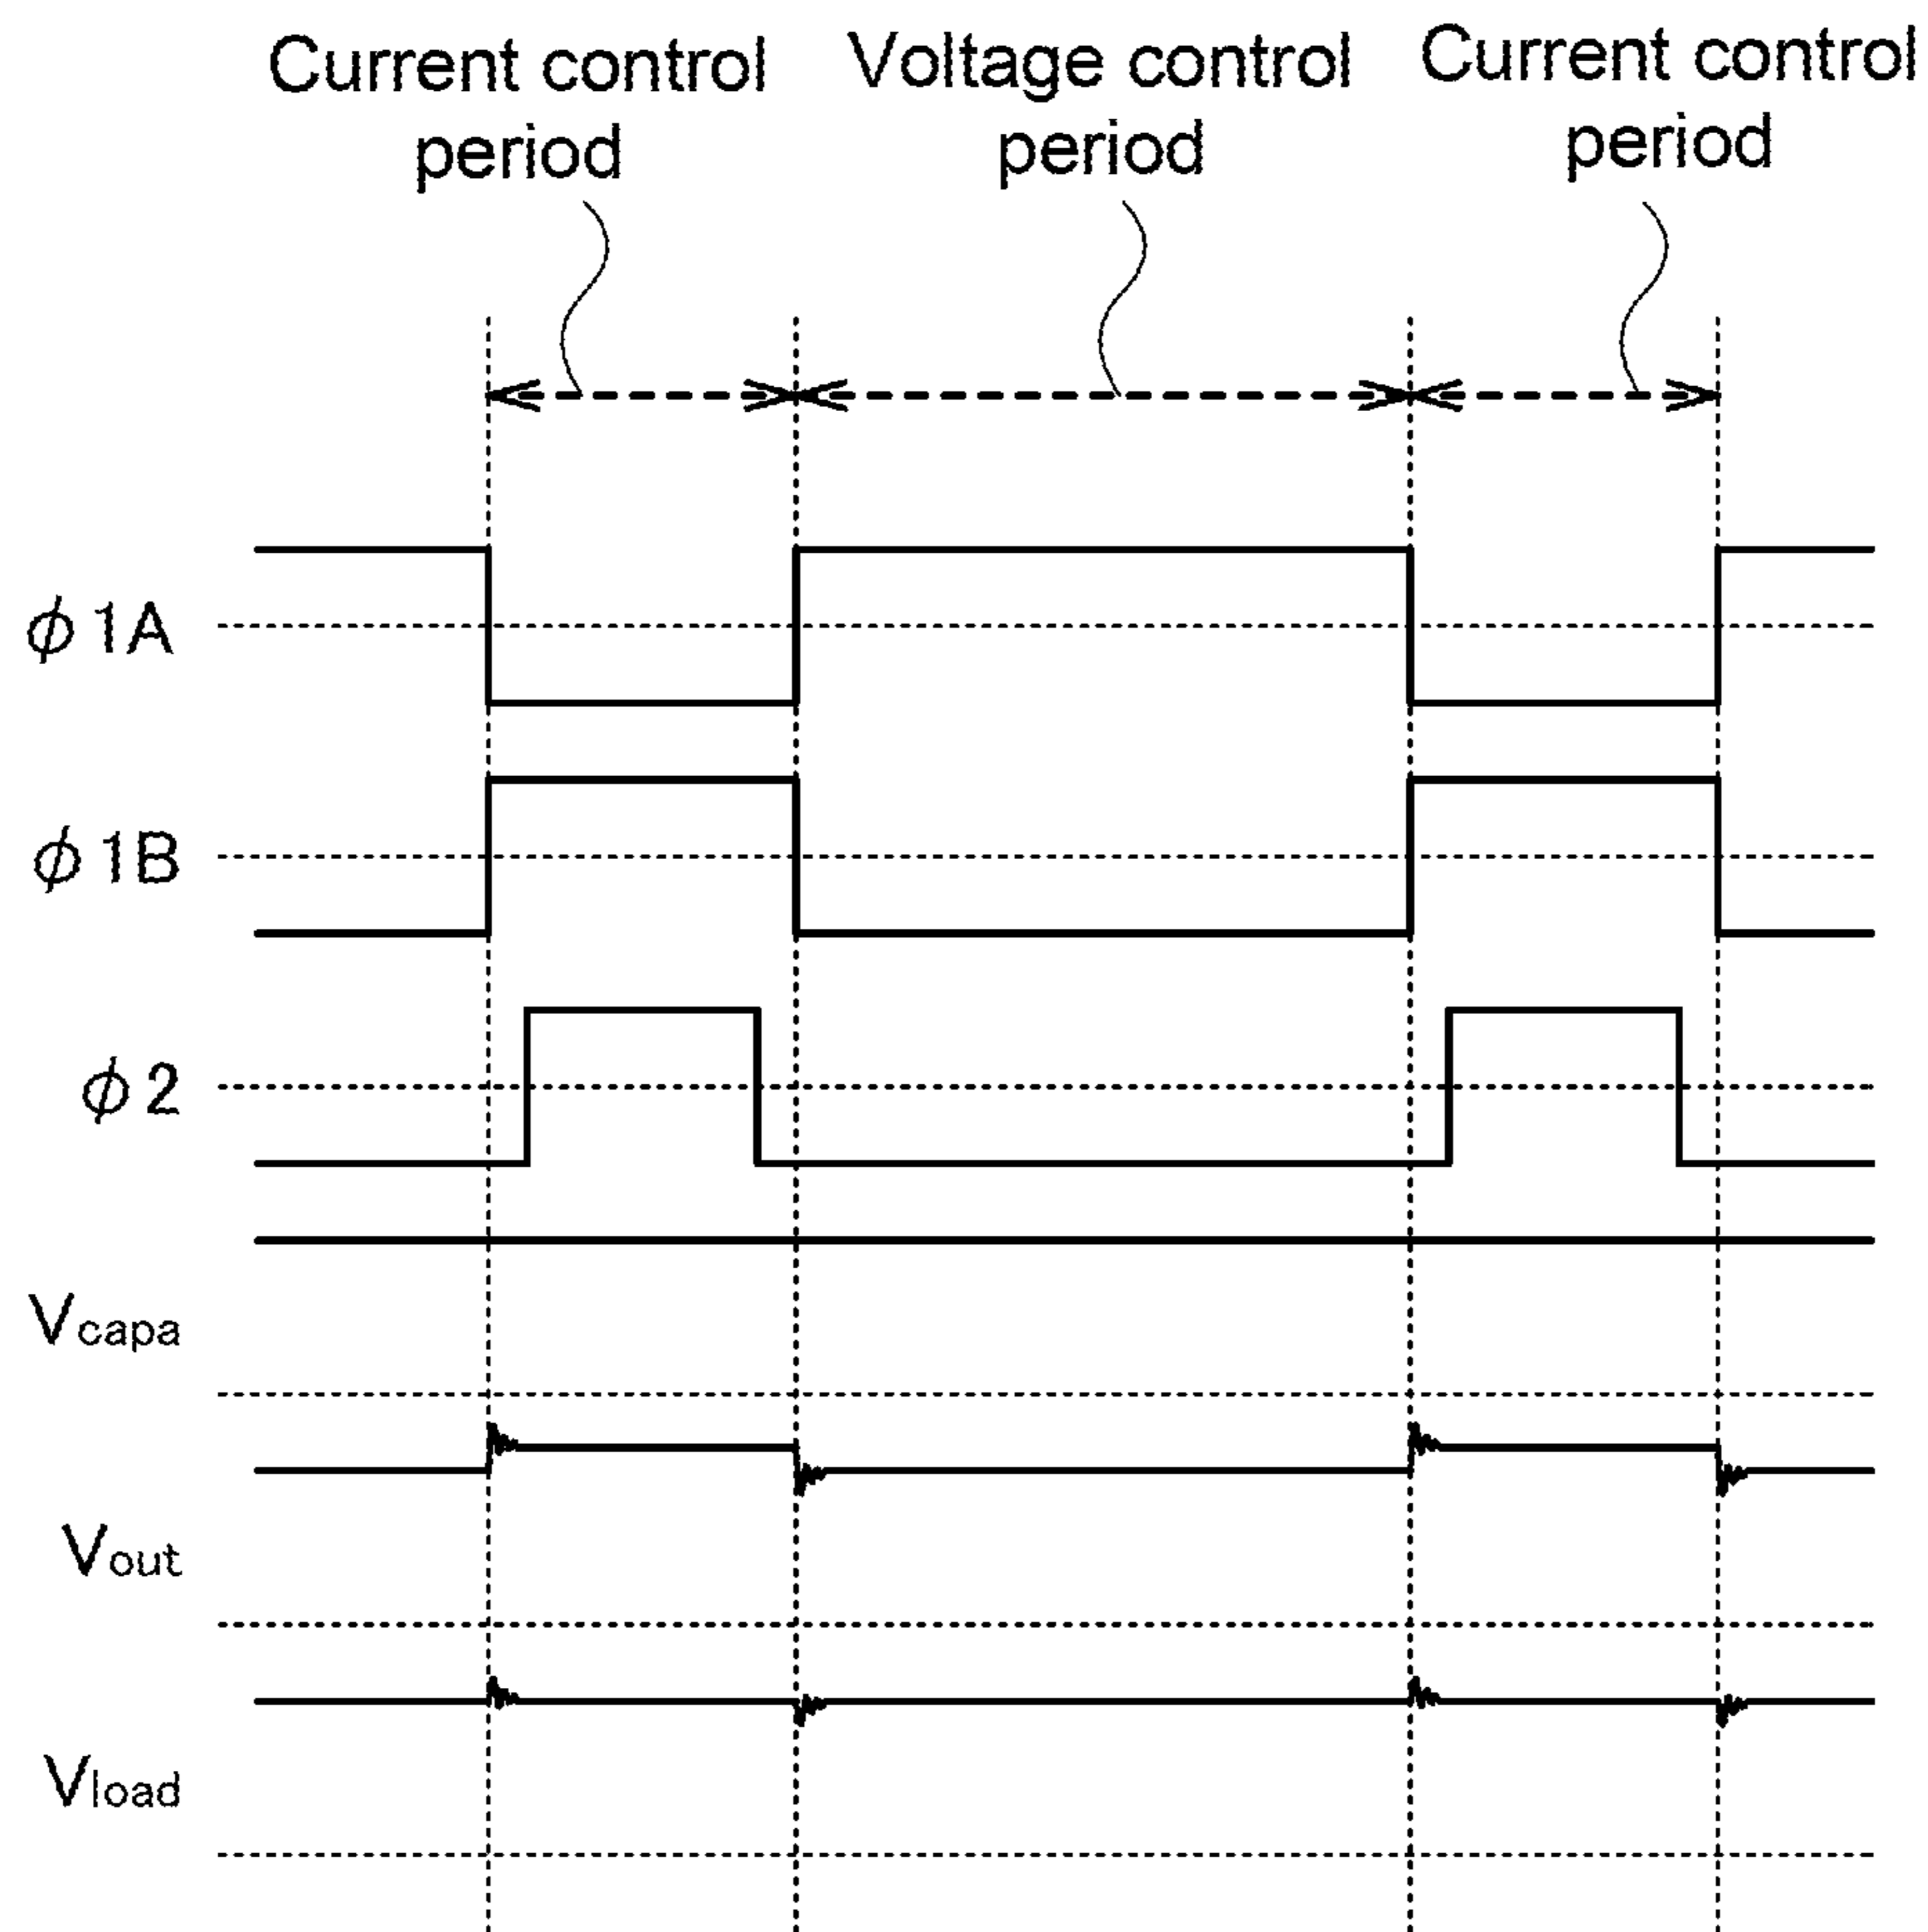 Current control
period
Voltage control
period
Current control
period
ϕ1A
ϕ1B
ϕ2
Vcapa
Vout
Vload